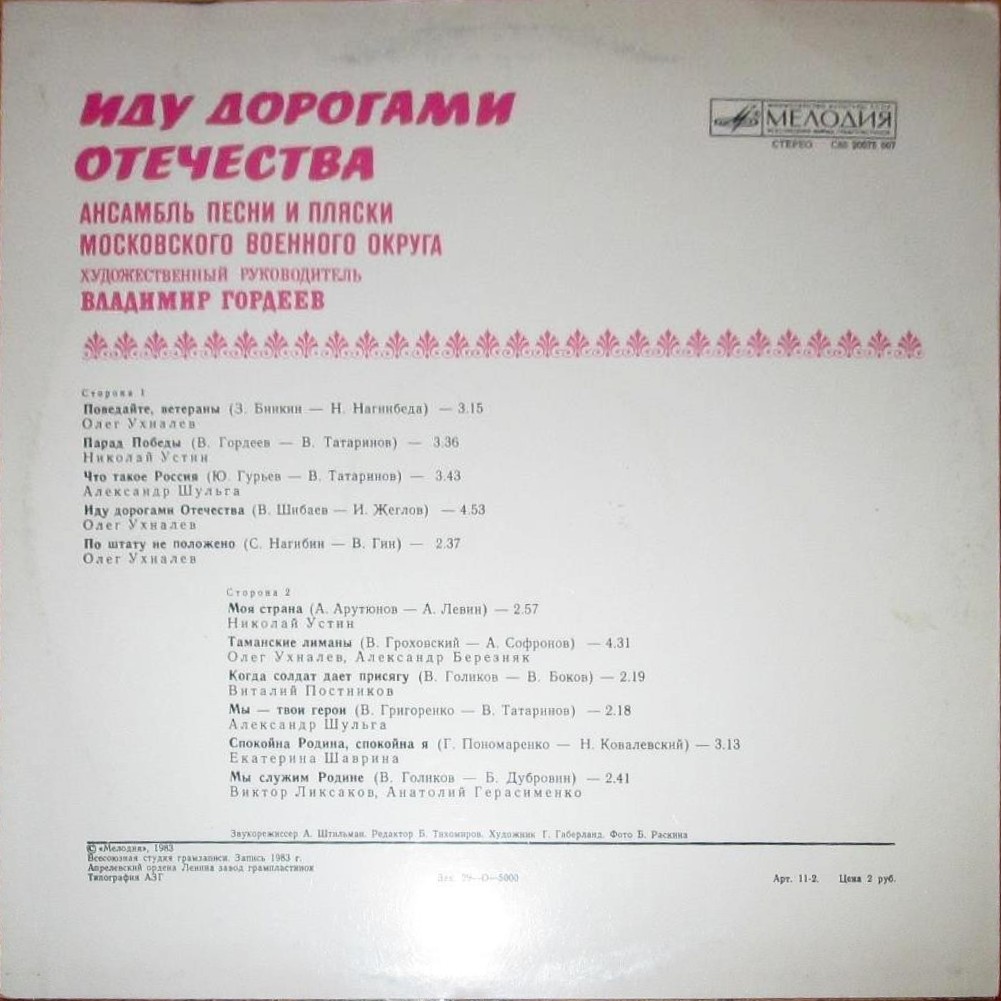 ИДУ ДОРОГАМИ
ОТЕЧЕСТВА
АНСАМБЛЬ ПЕСНИ И ПЛЯСКИ
МОСКОВСКОГО ВОЕННОГО ОКРУГА
ХУДОЖЕСТВЕННЫЙ РУКОВОДИТЕЛЬ
ВЛАДИМИР ГОРДЕЕВ
МЕЛОДИЯ
СТЕРЕО
Сторона 1
Поведайте, ветераны (З. Бинкин — Н. Нагнибеда) — 3.15
Олег Ухналев
Парад Победы (В. Гордеев — В. Татаринов) — 3.36
Николай Устин
Что такое Россия (Ю. Гурьев — В. Татаринов) — 3.43
Александр Шульга
Иду дорогами Отечества (В. Шибаев — И. Жеглов) — 4.53
Олег Ухналев
По штату не положено (С. Нагибин — В. Гин) — 2.37
Олег Ухналев
Сторона 2
Моя страна (А. Арутюнов — А. Левин) — 2.57
Николай Устин
Таманские лиманы (В. Гроховский — А. Софронов) — 4.31
Олег Ухналев, Александр Березняк
Когда солдат дает присягу (В. Голиков — В. Боков) — 2.19
Виталий Постников
Мы — твои герои (В. Григоренко — В. Татаринов) — 2.18
Александр Шульга
Спокойна Родина, спокойна я (Г. Пономаренко — Н. Ковалевский) — 3.13
Екатерина Шаврина
Мы служим Родине (В. Голиков — Б. Дубровин) — 2.41
Виктор Ликсаков, Анатолий Герасименко
Звукорежиссер А. Штильман. Редактор Б. Тихомиров. Художник Г. Габерланд. Фото Б. Раскина
© «Мелодия», 1983
Всесоюзная студия грамзаписи. Запись 1983 г.
Апрелевский ордена Ленина завод грампластинок
Типография АЗГ
Зак. 79—О—5000
Арт. 11-2. Цена 2 руб.